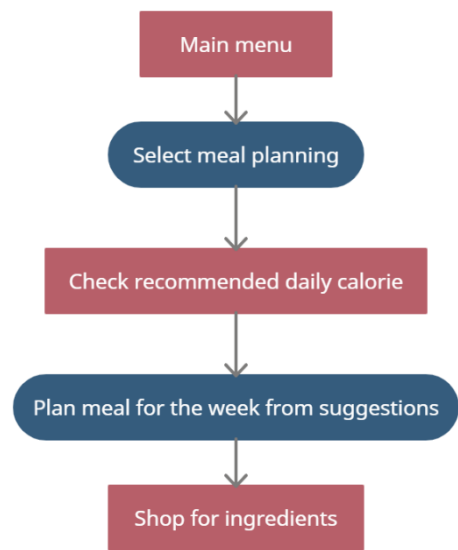 Main menu
Select meal planning
Check recommended daily calorie
Plan meal for the week from suggestions
Shop for ingredients